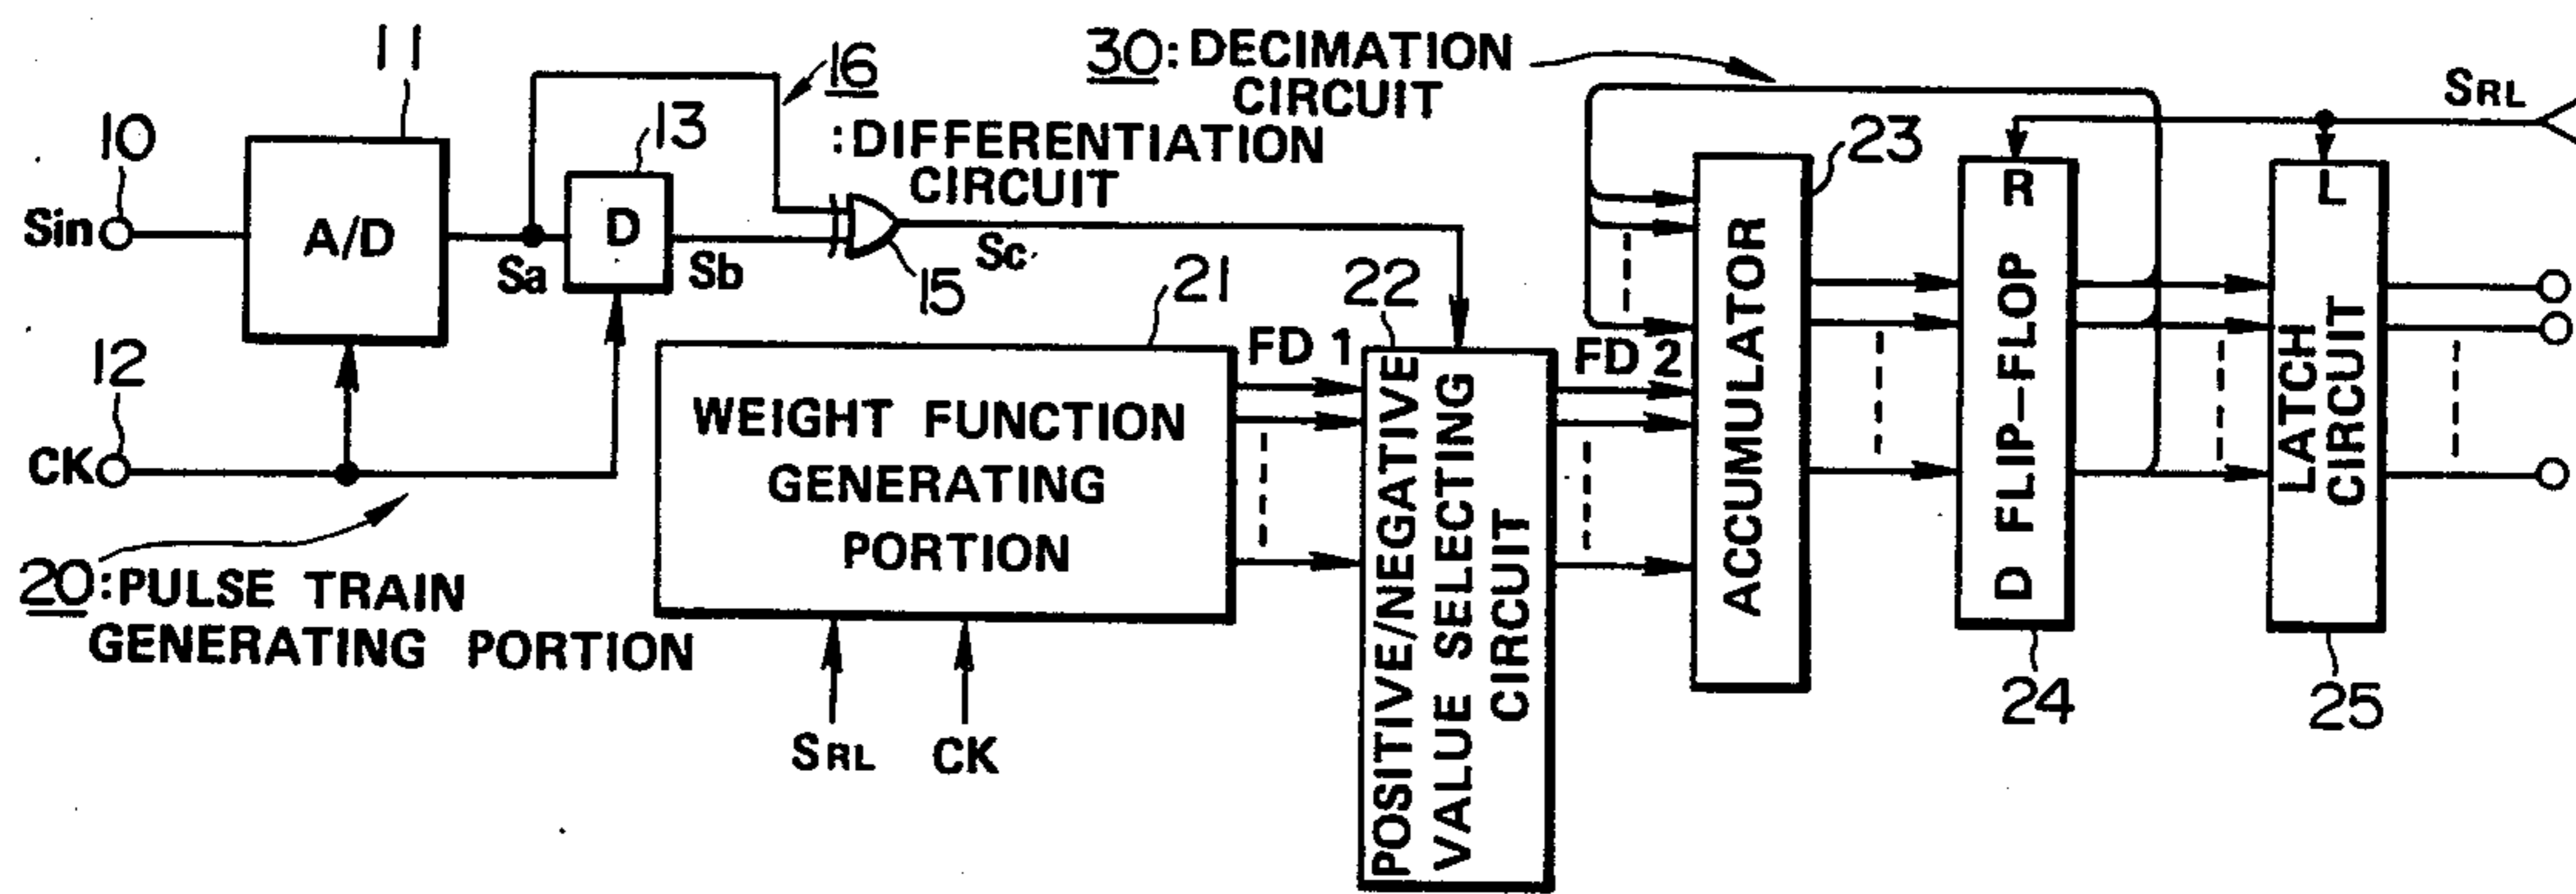 11
10
Sin
A/D
16
:DIFFERENTIATION
CIRCUIT
13
D
Sa
Sb
15
Sc
30:DECIMATION
CIRCUIT
SRL
12
CK
20:PULSE TRAIN
GENERATING PORTION
21
WEIGHT FUNCTION
GENERATING
PORTION
SRL
CK
FD 1
22
POSITIVE/NEGATIVE
VALUE SELECTING
CIRCUIT
FD 2
23
ACCUMULATOR
R
D FLIP-FLOP
24
L
LATCH
CIRCUIT
25